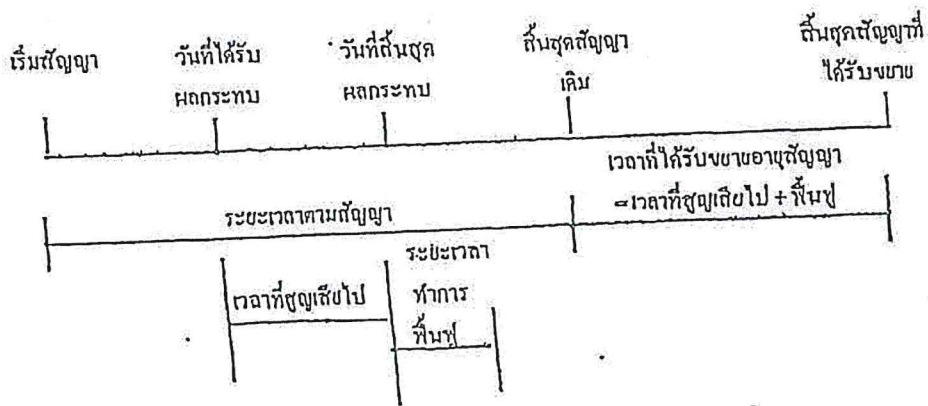 เริ่มสัญญา
วันที่ได้รับ
ผลกระทบ
วันที่สิ้นสุด
ผลกระทบ
สิ้นสุดสัญญา
เดิม
สิ้นสุดสัญญาที่
ได้รับขยาย
เวลาที่ได้รับขยายอายุสัญญา
=เวลาที่สูญเสียไป + ฟื้นฟู
ระยะเวลาตามสัญญา
ระยะเวลา
ทำการ
ฟื้นฟู
เวลาที่สูญเสียไป